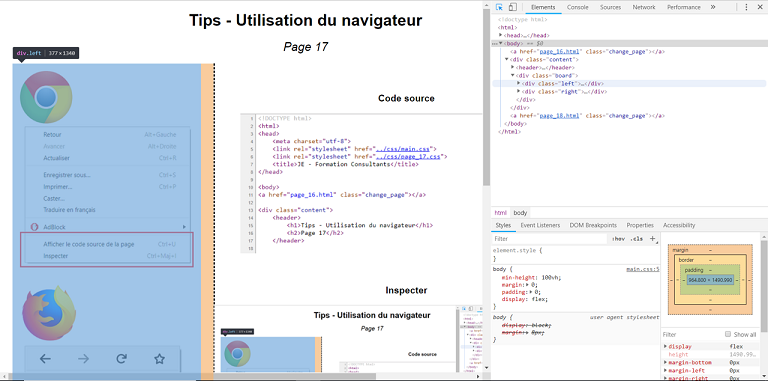 Tips - Utilisation du navigateur
Page 17
div.left | 377 × 1348
Retour Alt+Gauche
Avancer Alt+Droite
Actualiser Ctrl+R
Enregistrer sous... Ctrl+S
Imprimer... Ctrl+P
Caster...
Traduire en français
AdBlock
Afficher le code source de la page Ctrl+U
Inspecter Ctrl+Maj+I
Code source
1 <!DOCTYPE html>
2 <html>
3 <head>
4 <meta charset="utf-8">
5 <link rel="stylesheet" href="../css/main.css">
6 <link rel="stylesheet" href="../css/page_17.css">
7 <title>JE - Formation Consultants</title>
8 </head>
9
10 <body>
11 <a href="page_16.html" class="change_page"></a>
12
13 <div class="content">
14 <header>
15 <h1>Tips - Utilisation du navigateur</h1>
16 <h2>Page 17</h2>
17 </header>
Inspecter
Tips - Utilisation du navigateur
Page 17
Code source
Elements Console Sources Network Performance
<!doctype html>
<html>
<head>…</head>
<body> == $0
<a href="page_16.html" class="change_page"></a>
<div class="content">
<header>…</header>
<div class="board">
<div class="left">…</div>
<div class="right">…</div>
</div>
</div>
<a href="page_18.html" class="change_page"></a>
</body>
</html>
html body
Styles Event Listeners DOM Breakpoints Properties Accessibility
Filter :hov .cls +
element.style {
}
body { main.css:5
min-height: 100vh;
margin: 0;
padding: 0;
display: flex;
}
body { user agent stylesheet
display: block;
margin: 8px;
}
margin –
border –
padding –
964.800 × 1490.990
Filter Show all
display flex
height 1490.99…
margin-bottom 0px
margin-left 0px
margin-right 0px